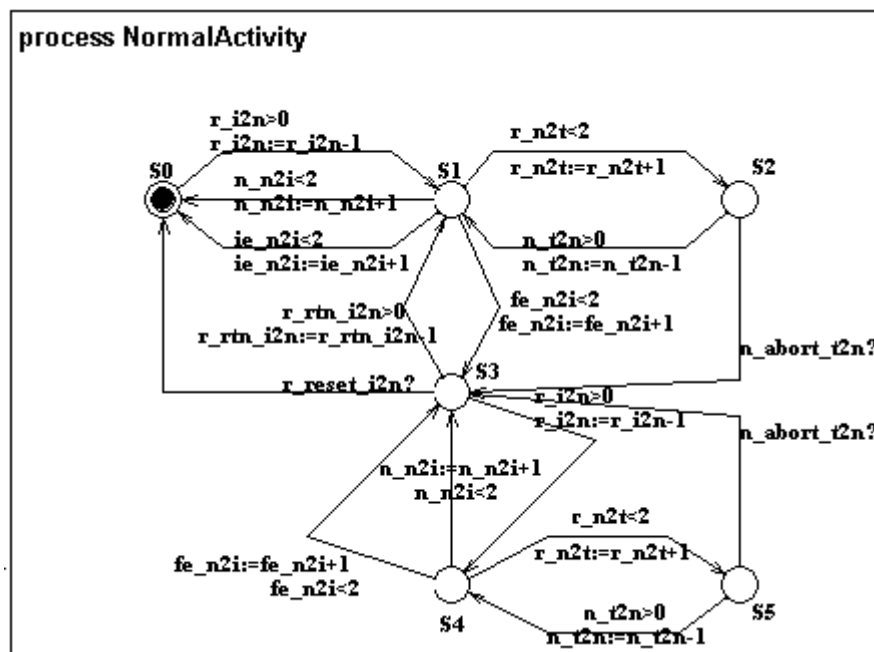 process NormalActivity
r_i2n>0
r_i2n:=r_i2n-1
S0
S1
r_n2t<2
r_n2t:=r_n2t+1
S2
n_n2i<2
n_n2i:=n_n2i+1
ie_n2i<2
ie_n2i:=ie_n2i+1
n_t2n>0
n_t2n:=n_t2n-1
r_rtn_i2n>0
r_rtn_i2n:=r_rtn_i2n-1
fe_n2i<2
fe_n2i:=fe_n2i+1
n_abort_t2n?
S3
r_reset_i2n?
r_i2n>0
r_i2n:=r_i2n-1
n_abort_t2n?
n_n2i:=n_n2i+1
n_n2i<2
r_n2t<2
r_n2t:=r_n2t+1
fe_n2i:=fe_n2i+1
fe_n2i<2
S4
n_t2n>0
n_t2n:=n_t2n-1
S5